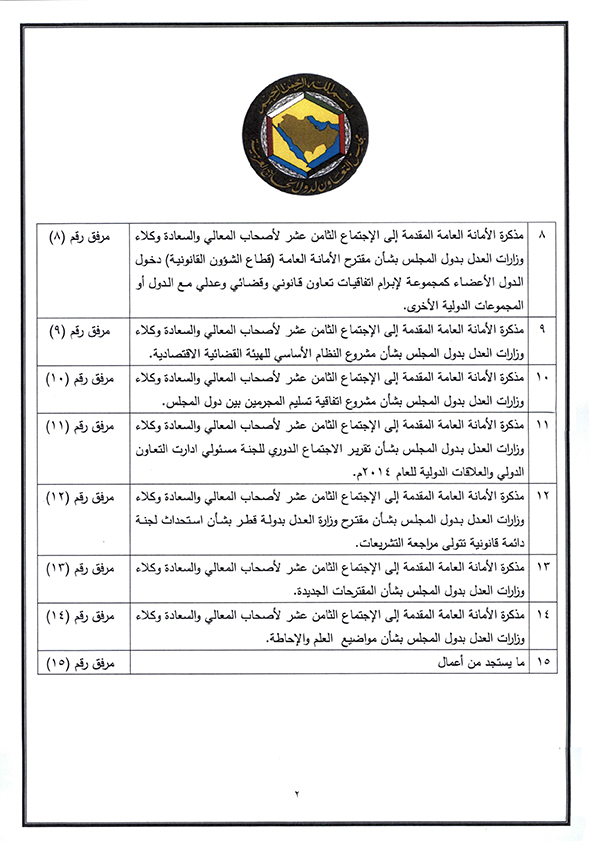 بسم الله الرحمن الرحيم
مجلس التعاون لدول الخليج العربية
٨ مذكرة الأمانة العامة المقدمة إلى الإجتماع الثامن عشر لأصحاب المعالي والسعادة وكلاء مرفق رقم (٨)
وزارات العدل بدول المجلس بشأن مقترح الأمانة العامة (قطاع الشؤون القانونية) دخول
الدول الأعضاء كمجموعة لإبرام اتفاقيات تعاون قانوني وقضائي وعدلي مع الدول أو
المجموعات الدولية الأخرى.
٩ مذكرة الأمانة العامة المقدمة إلى الإجتماع الثامن عشر لأصحاب المعالي والسعادة وكلاء مرفق رقم (٩)
وزارات العدل بدول المجلس بشأن مشروع النظام الأساسي للهيئة القضائية الاقتصادية.
١٠ مذكرة الأمانة العامة المقدمة إلى الإجتماع الثامن عشر لأصحاب المعالي والسعادة وكلاء مرفق رقم (١٠)
وزارات العدل بدول المجلس بشأن مشروع اتفاقية تسليم المجرمين بين دول المجلس.
١١ مذكرة الأمانة العامة المقدمة إلى الإجتماع الثامن عشر لأصحاب المعالي والسعادة وكلاء مرفق رقم (١١)
وزارات العدل بدول المجلس بشأن تقرير الاجتماع الدوري للجنة مسئولي ادارت التعاون
الدولي والعلاقات الدولية للعام ٢٠١٤م.
١٢ مذكرة الأمانة العامة المقدمة إلى الإجتماع الثامن عشر لأصحاب المعالي والسعادة وكلاء مرفق رقم (١٢)
وزارات العدل بدول المجلس بشأن مقترح وزارة العدل بدولة قطر بشأن استحداث لجنة
دائمة قانونية تتولى مراجعة التشريعات.
١٣ مذكرة الأمانة العامة المقدمة إلى الإجتماع الثامن عشر لأصحاب المعالي والسعادة وكلاء مرفق رقم (١٣)
وزارات العدل بدول المجلس بشأن المقترحات الجديدة.
١٤ مذكرة الأمانة العامة المقدمة إلى الإجتماع الثامن عشر لأصحاب المعالي والسعادة وكلاء مرفق رقم (١٤)
وزارات العدل بدول المجلس بشأن مواضيع العلم والإحاطة.
١٥ ما يستجد من أعمال مرفق رقم (١٥)
٢